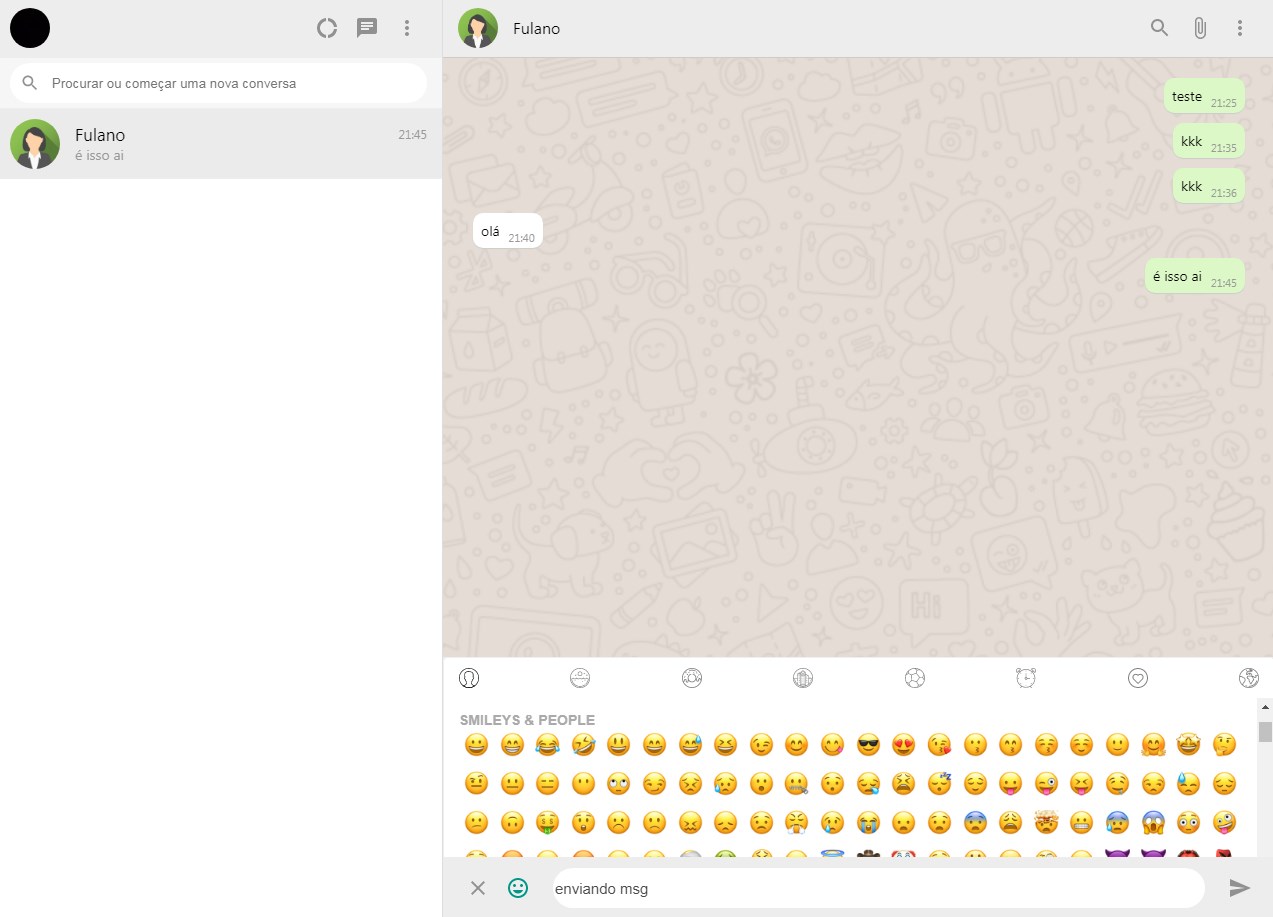 Fulano
Procurar ou começar uma nova conversa
Fulano
21:45
é isso ai
teste 21:25
kkk 21:35
kkk 21:36
olá 21:40
é isso ai 21:45
Hi
SMILEYS & PEOPLE
enviando msg